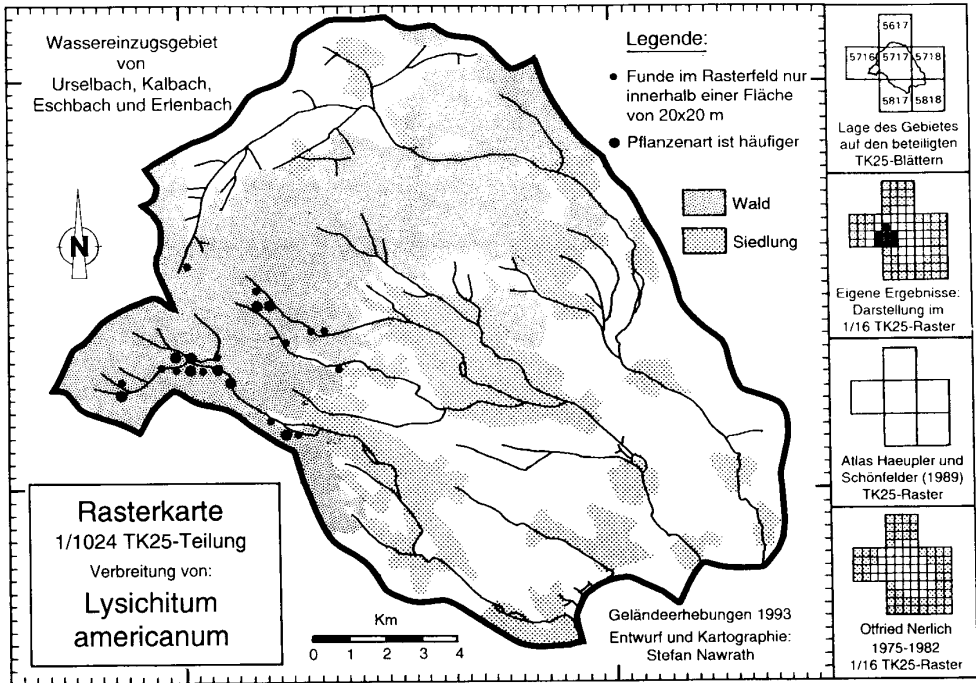 Wassereinzugsgebiet
von
Urselbach, Kalbach,
Eschbach und Erlenbach
Legende:
Funde im Rasterfeld nur
innerhalb einer Fläche
von 20x20 m
Pflanzenart ist häufiger
Wald
Siedlung
N
Rasterkarte
1/1024 TK25-Teilung
Verbreitung von:
Lysichitum
americanum
Km
0 1 2 3 4
Geländeerhebungen 1993
Entwurf und Kartographie:
Stefan Nawrath
5617
5716 5717 5718
5817 5818
Lage des Gebietes
auf den beteiligten
TK25-Blättern
Eigene Ergebnisse:
Darstellung im
1/16 TK25-Raster
Atlas Haeupler und
Schönfelder (1989)
TK25-Raster
Otfried Nerlich
1975-1982
1/16 TK25-Raster